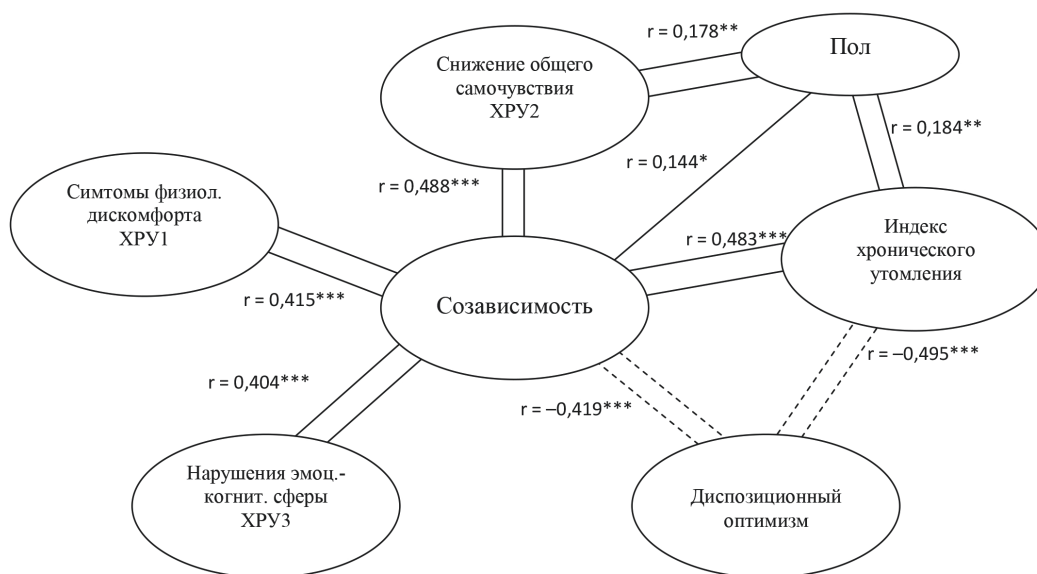 r = 0,178**
Пол
Снижение общего
самочувствия
ХРУ2
r = 0,184**
r = 0,144*
r = 0,488***
Симтомы физиол.
дискомфорта
ХРУ1
r = 0,483***
Индекс
хронического
утомления
r = 0,415***
Созависимость
r = –0,495***
r = 0,404***
r = –0,419***
Нарушения эмоц.-
когнит. сферы
ХРУ3
Диспозиционный
оптимизм